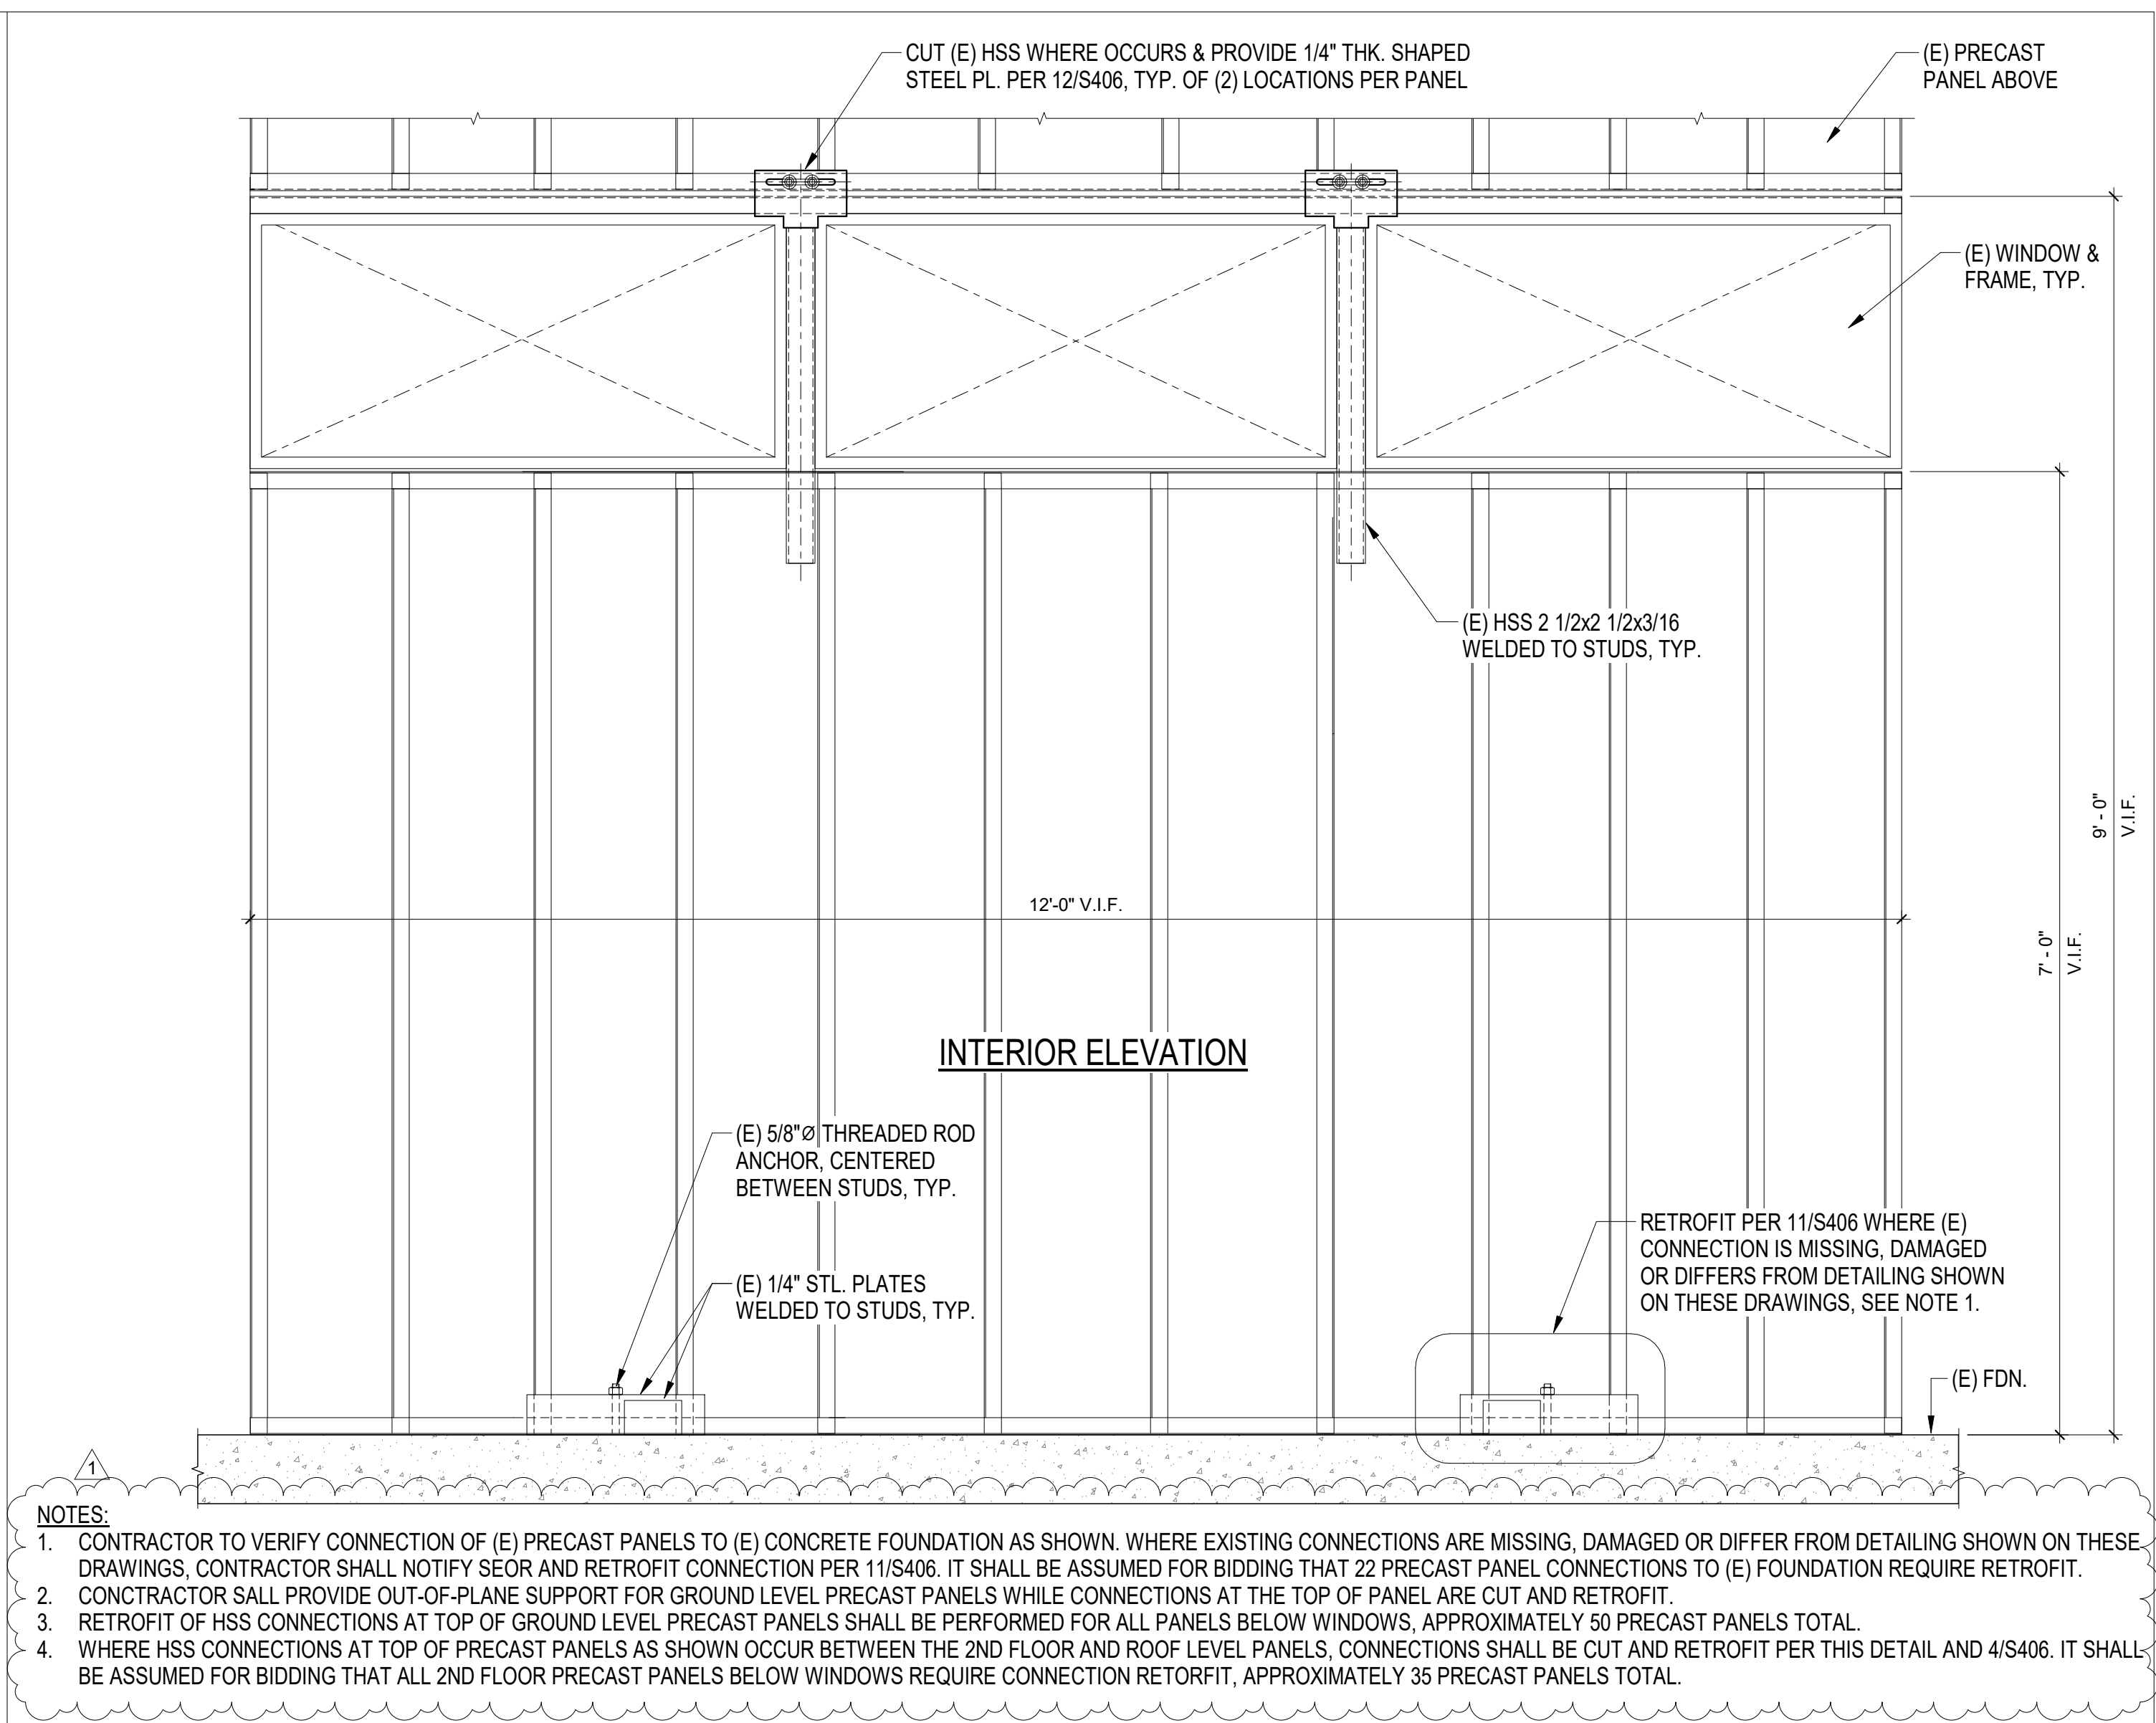 CUT (E) HSS WHERE OCCURS & PROVIDE 1/4" THK. SHAPED
STEEL PL. PER 12/S406, TYP. OF (2) LOCATIONS PER PANEL
(E) PRECAST
PANEL ABOVE
(E) WINDOW &
FRAME, TYP.
(E) HSS 2 1/2x2 1/2x3/16
WELDED TO STUDS, TYP.
9' - 0"
V.I.F.
12'-0" V.I.F.
7' - 0"
V.I.F.
INTERIOR ELEVATION
(E) 5/8"Ø THREADED ROD
ANCHOR, CENTERED
BETWEEN STUDS, TYP.
(E) 1/4" STL. PLATES
WELDED TO STUDS, TYP.
RETROFIT PER 11/S406 WHERE (E)
CONNECTION IS MISSING, DAMAGED
OR DIFFERS FROM DETAILING SHOWN
ON THESE DRAWINGS, SEE NOTE 1.
(E) FDN.
1
NOTES:
1. CONTRACTOR TO VERIFY CONNECTION OF (E) PRECAST PANELS TO (E) CONCRETE FOUNDATION AS SHOWN. WHERE EXISTING CONNECTIONS ARE MISSING, DAMAGED OR DIFFER FROM DETAILING SHOWN ON THESE
DRAWINGS, CONTRACTOR SHALL NOTIFY SEOR AND RETROFIT CONNECTION PER 11/S406. IT SHALL BE ASSUMED FOR BIDDING THAT 22 PRECAST PANEL CONNECTIONS TO (E) FOUNDATION REQUIRE RETROFIT.
2. CONCTRACTOR SALL PROVIDE OUT-OF-PLANE SUPPORT FOR GROUND LEVEL PRECAST PANELS WHILE CONNECTIONS AT THE TOP OF PANEL ARE CUT AND RETROFIT.
3. RETROFIT OF HSS CONNECTIONS AT TOP OF GROUND LEVEL PRECAST PANELS SHALL BE PERFORMED FOR ALL PANELS BELOW WINDOWS, APPROXIMATELY 50 PRECAST PANELS TOTAL.
4. WHERE HSS CONNECTIONS AT TOP OF PRECAST PANELS AS SHOWN OCCUR BETWEEN THE 2ND FLOOR AND ROOF LEVEL PANELS, CONNECTIONS SHALL BE CUT AND RETROFIT PER THIS DETAIL AND 4/S406. IT SHALL
BE ASSUMED FOR BIDDING THAT ALL 2ND FLOOR PRECAST PANELS BELOW WINDOWS REQUIRE CONNECTION RETORFIT, APPROXIMATELY 35 PRECAST PANELS TOTAL.